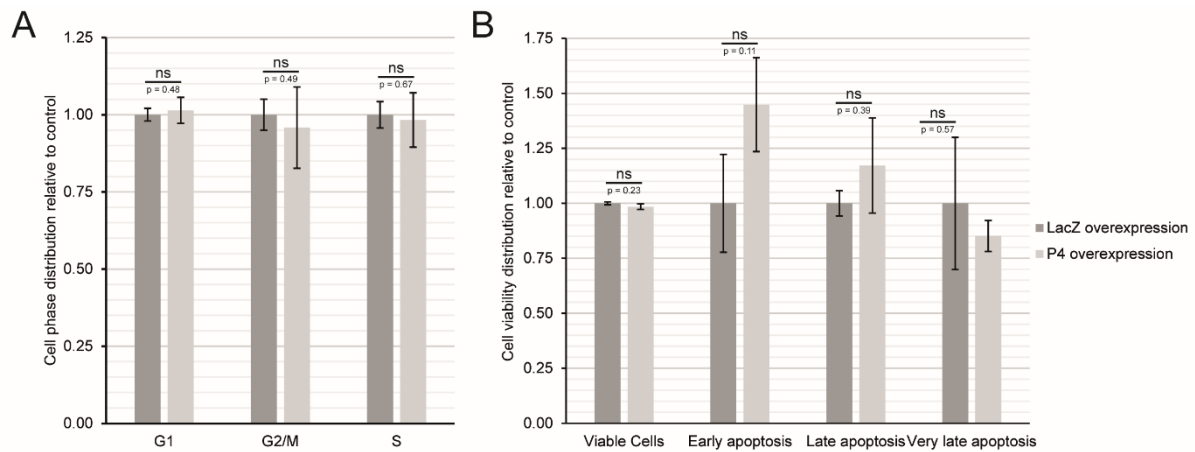 A
Cell phase distribution relative to control
1.25
1.00
0.75
0.50
0.25
0.00
ns
p = 0.48
ns
p = 0.49
ns
p = 0.67
G1
G2/M
S
B
Cell viability distribution relative to control
1.75
1.50
1.25
1.00
0.75
0.50
0.25
0.00
ns
p = 0.23
ns
p = 0.11
ns
p = 0.39
ns
p = 0.57
Viable Cells
Early apoptosis
Late apoptosis
Very late apoptosis
LacZ overexpression
P4 overexpression